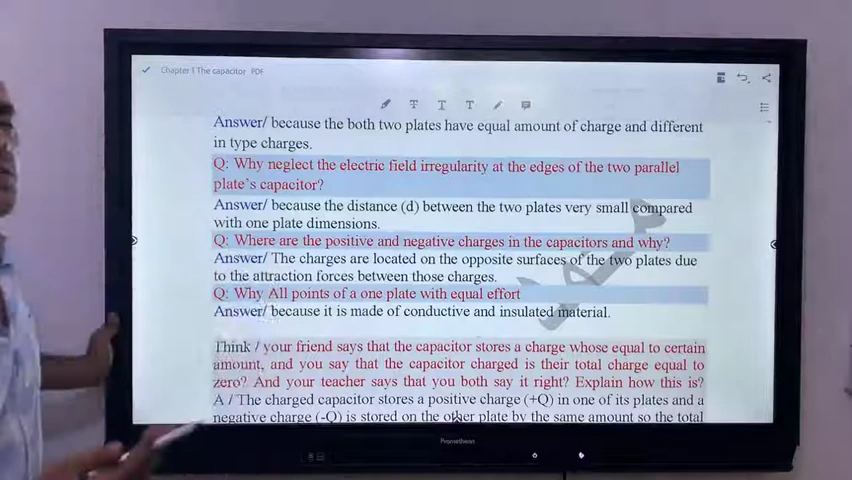 Chapter 1 The capacitor PDF
Answer/ because the both two plates have equal amount of charge and different
in type charges.
Q: Why neglect the electric field irregularity at the edges of the two parallel
plate's capacitor?
Answer/ because the distance (d) between the two plates very small compared
with one plate dimensions.
Q: Where are the positive and negative charges in the capacitors and why?
Answer/ The charges are located on the opposite surfaces of the two plates due
to the attraction forces between those charges.
Q: Why All points of a one plate with equal effort
Answer/ because it is made of conductive and insulated material.
Think / your friend says that the capacitor stores a charge whose equal to certain
amount, and you say that the capacitor charged is their total charge equal to
zero? And your teacher says that you both say it right? Explain how this is?
A / The charged capacitor stores a positive charge (+Q) in one of its plates and a
negative charge (-Q) is stored on the other plate by the same amount so the total
Promethean